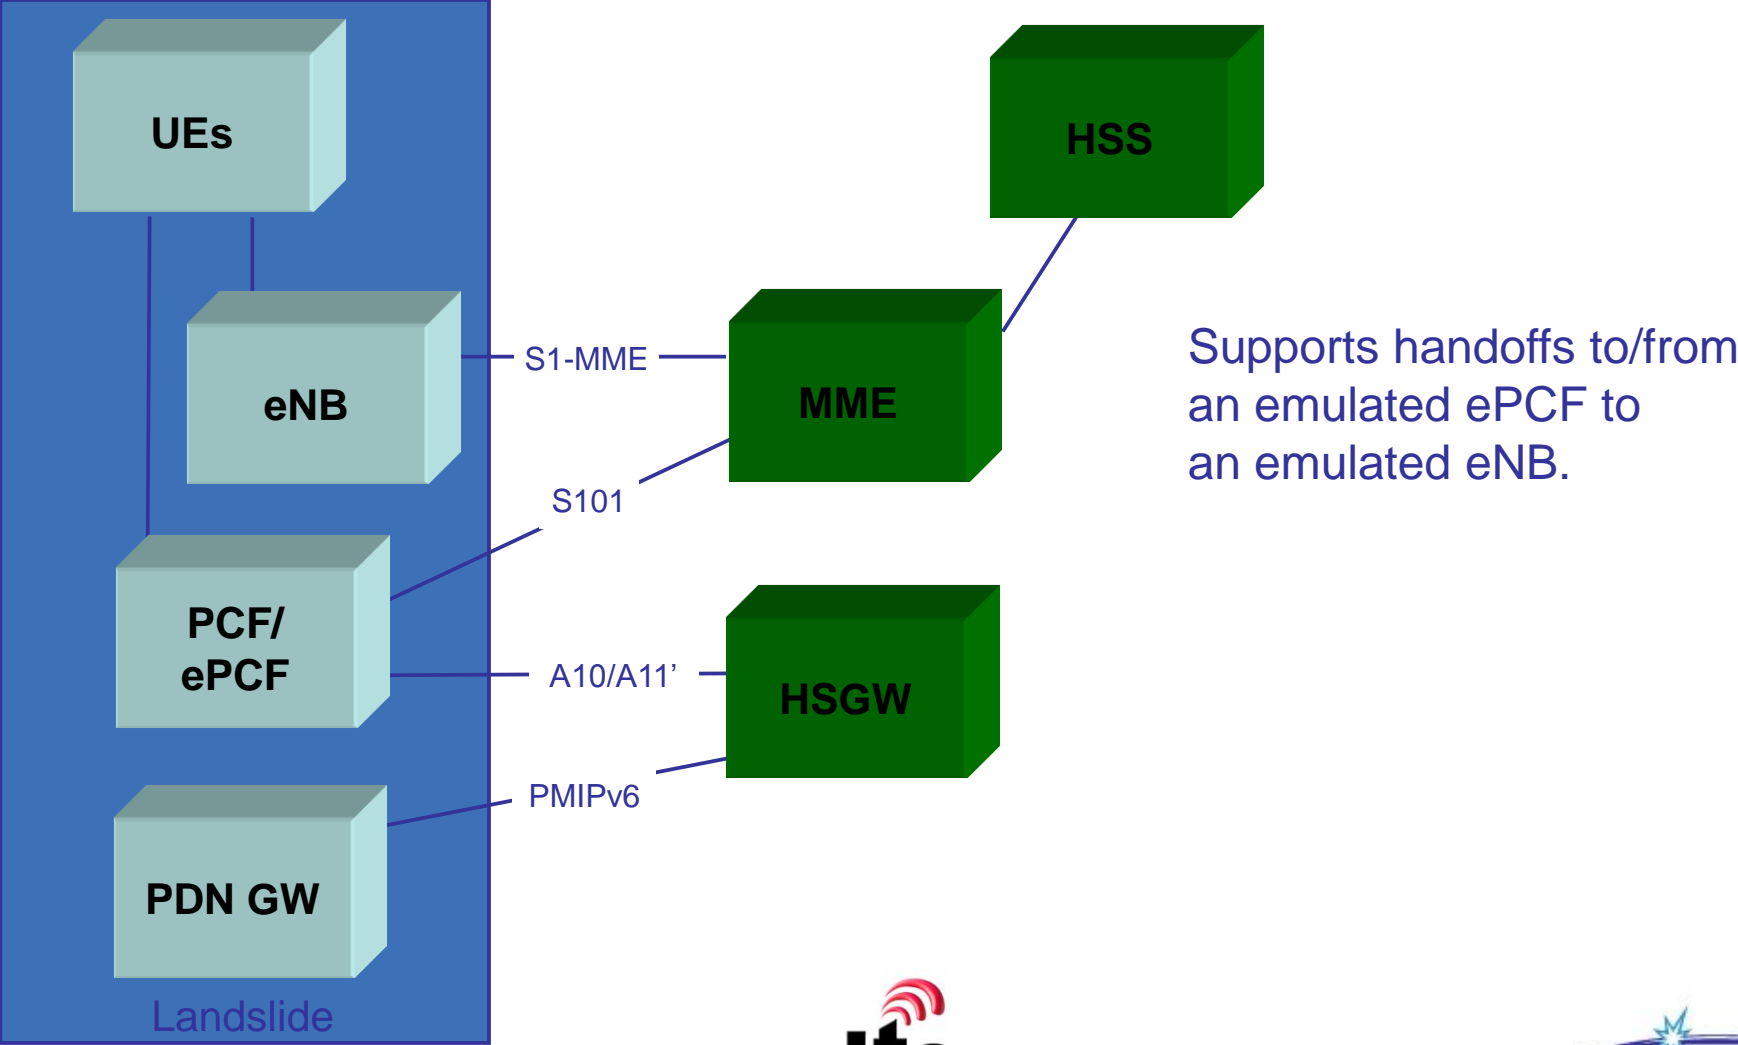 UEs
HSS
eNB
S1-MME
MME
Supports handoffs to/from
an emulated ePCF to
an emulated eNB.
S101
PCF/
ePCF
A10/A11’
HSGW
PMIPv6
PDN GW
Landslide